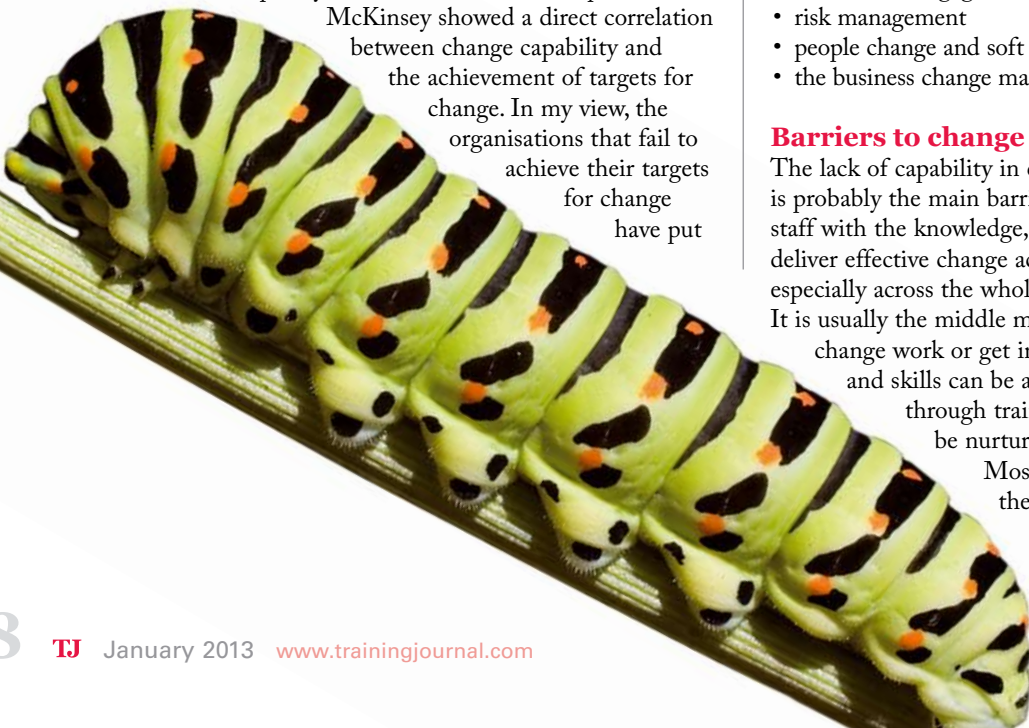 McKinsey showed a direct correlation
between change capability and
the achievement of targets for
change. In my view, the
organisations that fail to
achieve their targets
for change
have put
• risk management
• people change and soft
• the business change ma
Barriers to change
The lack of capability in
is probably the main barri
staff with the knowledge,
deliver effective change ac
especially across the whol
It is usually the middle m
change work or get in
and skills can be a
through trai
be nurtur
Mos
the
8 TJ January 2013 www.trainingjournal.com